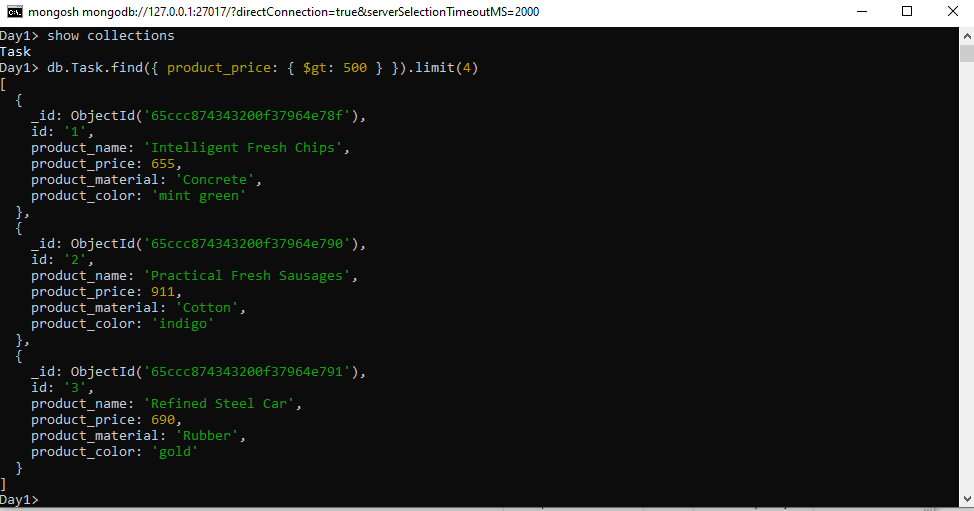 mongosh mongodb://127.0.0.1:27017/?directConnection=true&serverSelectionTimeoutMS=2000
Day1> show collections
Task
Day1> db.Task.find({ product_price: { $gt: 500 } }).limit(4)
[
  {
    _id: ObjectId('65ccc874343200f37964e78f'),
    id: '1',
    product_name: 'Intelligent Fresh Chips',
    product_price: 655,
    product_material: 'Concrete',
    product_color: 'mint green'
  },
  {
    _id: ObjectId('65ccc874343200f37964e790'),
    id: '2',
    product_name: 'Practical Fresh Sausages',
    product_price: 911,
    product_material: 'Cotton',
    product_color: 'indigo'
  },
  {
    _id: ObjectId('65ccc874343200f37964e791'),
    id: '3',
    product_name: 'Refined Steel Car',
    product_price: 690,
    product_material: 'Rubber',
    product_color: 'gold'
  }
]
Day1>